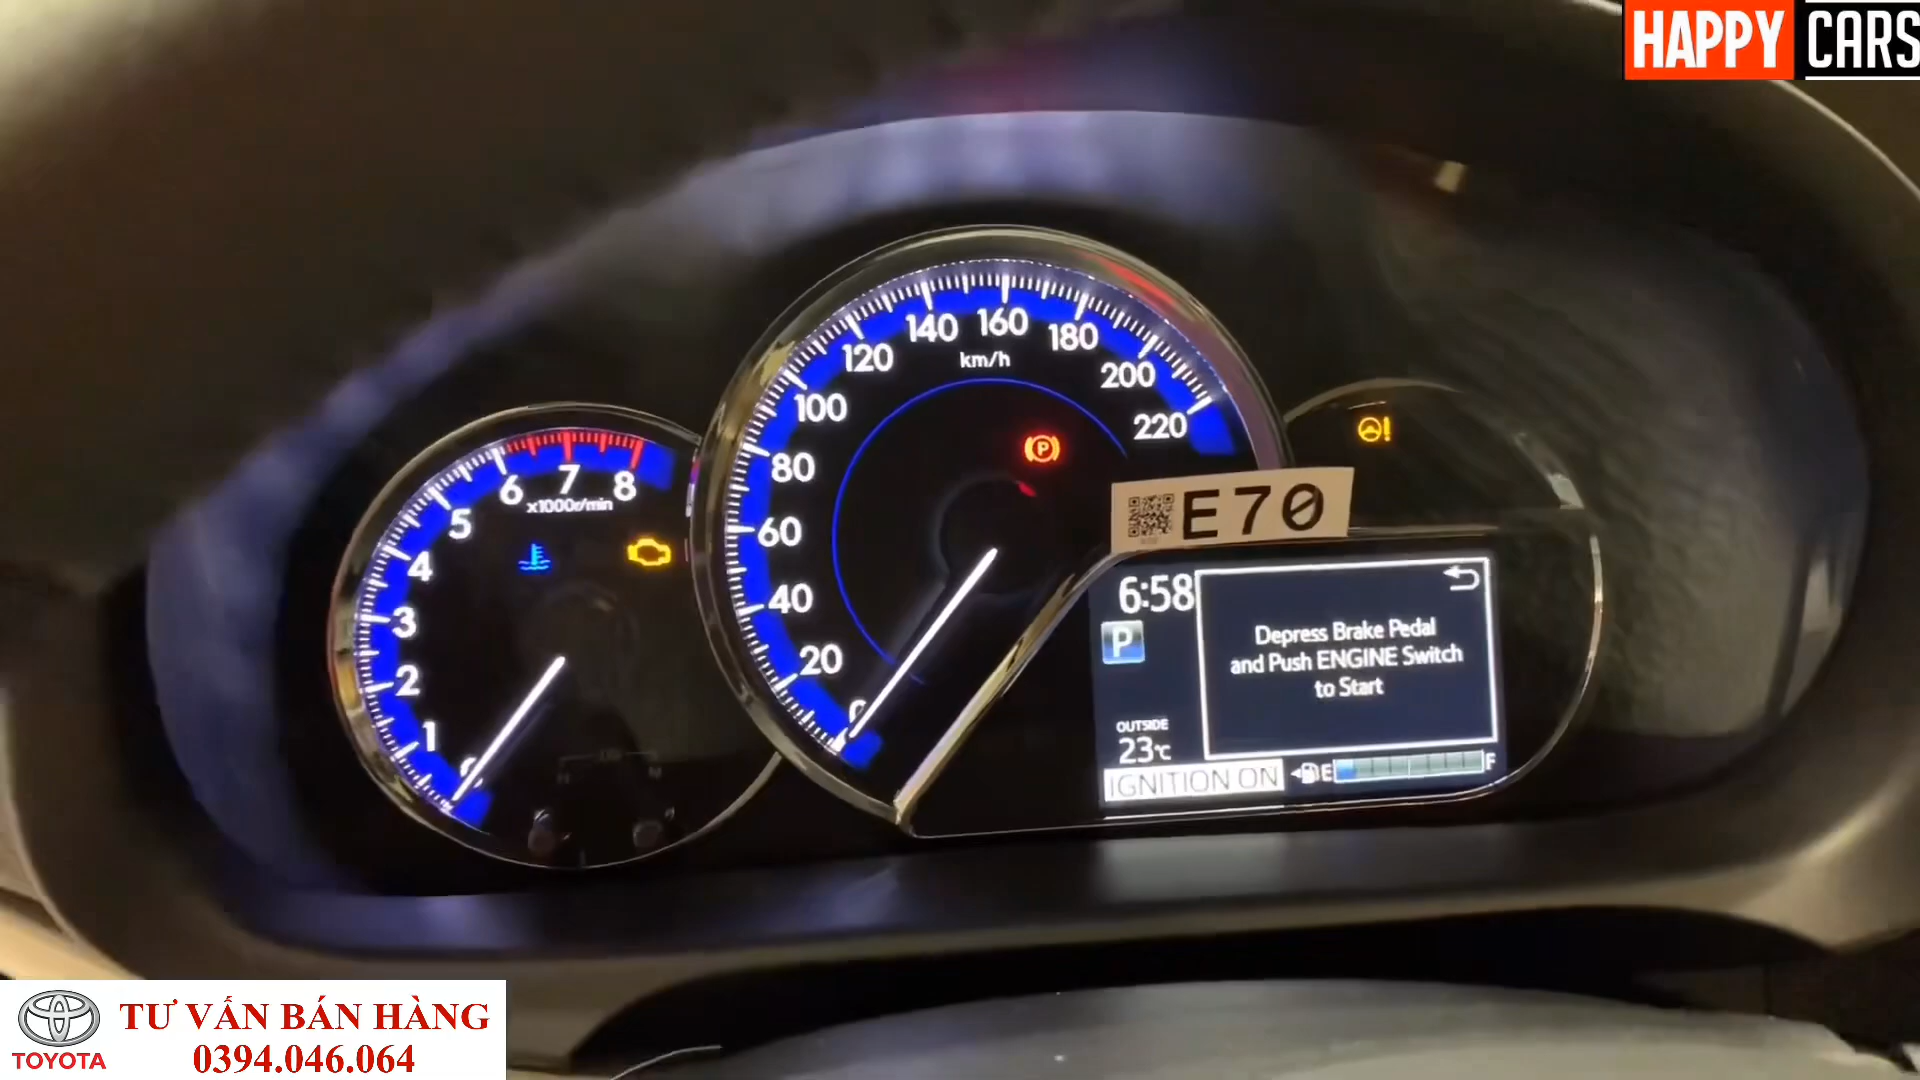 HAPPY CARS
140 160 180
120 km/h 200
100 220
80
60
40
20
0
6 7 8
x1000r/min
5
4
3
2
1
0
E70
6:58
P
Depress Brake Pedal
and Push ENGINE Switch
to Start
OUTSIDE
23°C
IGNITION ON
E F
TƯ VẤN BÁN HÀNG
TOYOTA
0394.046.064